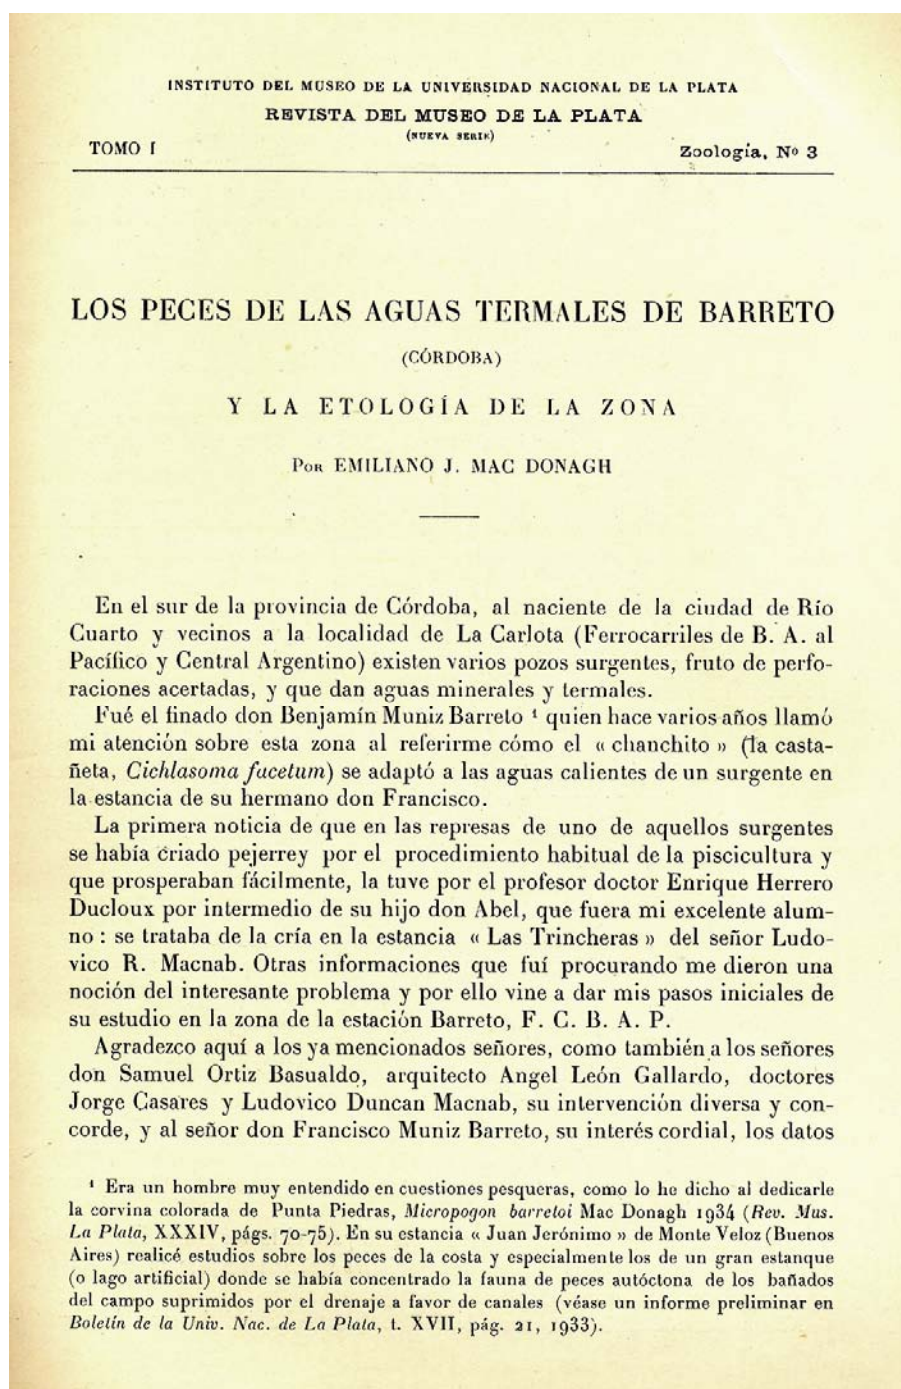 INSTITUTO DEL MUSEO DE LA UNIVERSIDAD NACIONAL DE LA PLATA
REVISTA DEL MUSEO DE LA PLATA
(NUEVA SERIE)
TOMO I
Zoología, Nº 3
LOS PECES DE LAS AGUAS TERMALES DE BARRETO
(CÓRDOBA)
Y LA ETOLOGÍA DE LA ZONA
POR EMILIANO J. MAC DONAGH
En el sur de la provincia de Córdoba, al naciente de la ciudad de Río
Cuarto y vecinos a la localidad de La Carlota (Ferrocarriles de B. A. al
Pacífico y Central Argentino) existen varios pozos surgentes, fruto de perfo-
raciones acertadas, y que dan aguas minerales y termales.
Fué el finado don Benjamín Muniz Barreto ¹ quien hace varios años llamó
mi atención sobre esta zona al referirme cómo el « chanchito » (la casta-
ñeta, Cichlasoma facetum) se adaptó a las aguas calientes de un surgente en
la estancia de su hermano don Francisco.
La primera noticia de que en las represas de uno de aquellos surgentes
se había criado pejerrey por el procedimiento habitual de la piscicultura y
que prosperaban fácilmente, la tuve por el profesor doctor Enrique Herrero
Ducloux por intermedio de su hijo don Abel, que fuera mi excelente alum-
no : se trataba de la cría en la estancia « Las Trincheras » del señor Ludo-
vico R. Macnab. Otras informaciones que fuí procurando me dieron una
noción del interesante problema y por ello vine a dar mis pasos iniciales de
su estudio en la zona de la estación Barreto, F. C. B. A. P.
Agradezco aquí a los ya mencionados señores, como también a los señores
don Samuel Ortiz Basualdo, arquitecto Angel León Gallardo, doctores
Jorge Casares y Ludovico Duncan Macnab, su intervención diversa y con-
corde, y al señor don Francisco Muniz Barreto, su interés cordial, los datos
¹ Era un hombre muy entendido en cuestiones pesqueras, como lo he dicho al dedicarle
la corvina colorada de Punta Piedras, Micropogon barretoi Mac Donagh 1934 (Rev. Mus.
La Plata, XXXIV, págs. 70-75). En su estancia « Juan Jerónimo » de Monte Veloz (Buenos
Aires) realicé estudios sobre los peces de la costa y especialmente los de un gran estanque
(o lago artificial) donde se había concentrado la fauna de peces autóctona de los bañados
del campo suprimidos por el drenaje a favor de canales (véase un informe preliminar en
Boletín de la Univ. Nac. de La Plata, t. XVII, pág. 21, 1933).